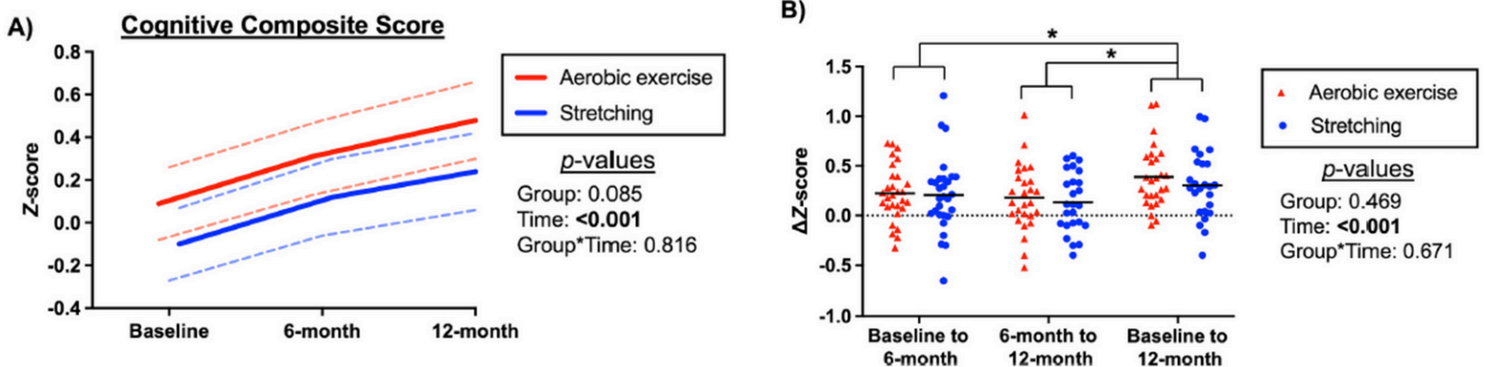 A)
Cognitive Composite Score
Z-score
0.8
0.6
0.4
0.2
0.0
-0.2
-0.4
Baseline
6-month
12-month
Aerobic exercise
Stretching
p-values
Group: 0.085
Time: <0.001
Group*Time: 0.816
B)
ΔZ-score
1.5
1.0
0.5
0.0
-0.5
-1.0
*
*
Baseline to
6-month
6-month to
12-month
Baseline to
12-month
Aerobic exercise
Stretching
p-values
Group: 0.469
Time: <0.001
Group*Time: 0.671